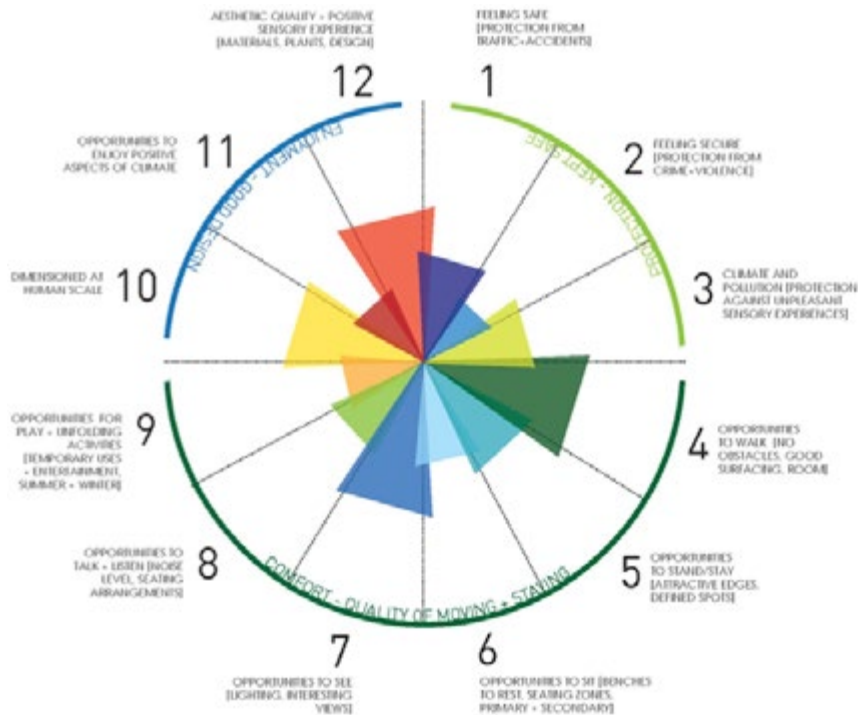 AESTHETIC QUALITY + POSITIVE
SENSORY EXPERIENCE
[MATERIALS, PLANTS, DESIGN]
12
FEELING SAFE
[PROTECTION FROM
TRAFFIC+ACCIDENTS]
1
2
FEELING SECURE
[PROTECTION FROM
CRIME+VIOLENCE]
PROTECTION - KEPT SAFE
3
CLIMATE AND
POLLUTION [PROTECTION
AGAINST UNPLEASANT
SENSORY EXPERIENCES]
4
OPPORTUNITIES
TO WALK [NO
OBSTACLES, GOOD
SURFACING, ROOM]
5
OPPORTUNITIES
TO STAND/STAY
[ATTRACTIVE EDGES,
DEFINED SPOTS]
6
OPPORTUNITIES TO SIT [BENCHES
TO REST, SEATING ZONES,
PRIMARY + SECONDARY]
COMFORT - QUALITY OF MOVING + STAYING
7
OPPORTUNITIES TO SEE
[LIGHTING, INTERESTING
VIEWS]
8
OPPORTUNITIES TO
TALK + LISTEN [NOISE
LEVEL, SEATING
ARRANGEMENTS]
9
OPPORTUNITIES FOR
PLAY + UNFOLDING
ACTIVITIES
[TEMPORARY USES
+ ENTERTAINMENT,
SUMMER + WINTER]
10
DIMENSIONED AT
HUMAN SCALE
11
OPPORTUNITIES TO
ENJOY POSITIVE
ASPECTS OF CLIMATE
ENJOYMENT - GOOD DESIGN